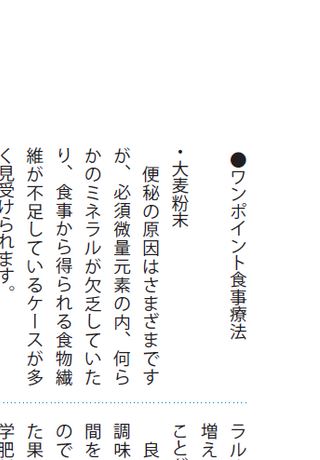 ●ワンポイント食事療法
・大麦粉末
便秘の原因はさまざまです
が、必須微量元素の内、何ら
かのミネラルが欠乏していた
り、食事から得られる食物繊
維が不足しているケースが多
く見受けられます。
ラル
増え
こと
良
調味
間を
ので
た果
学肥